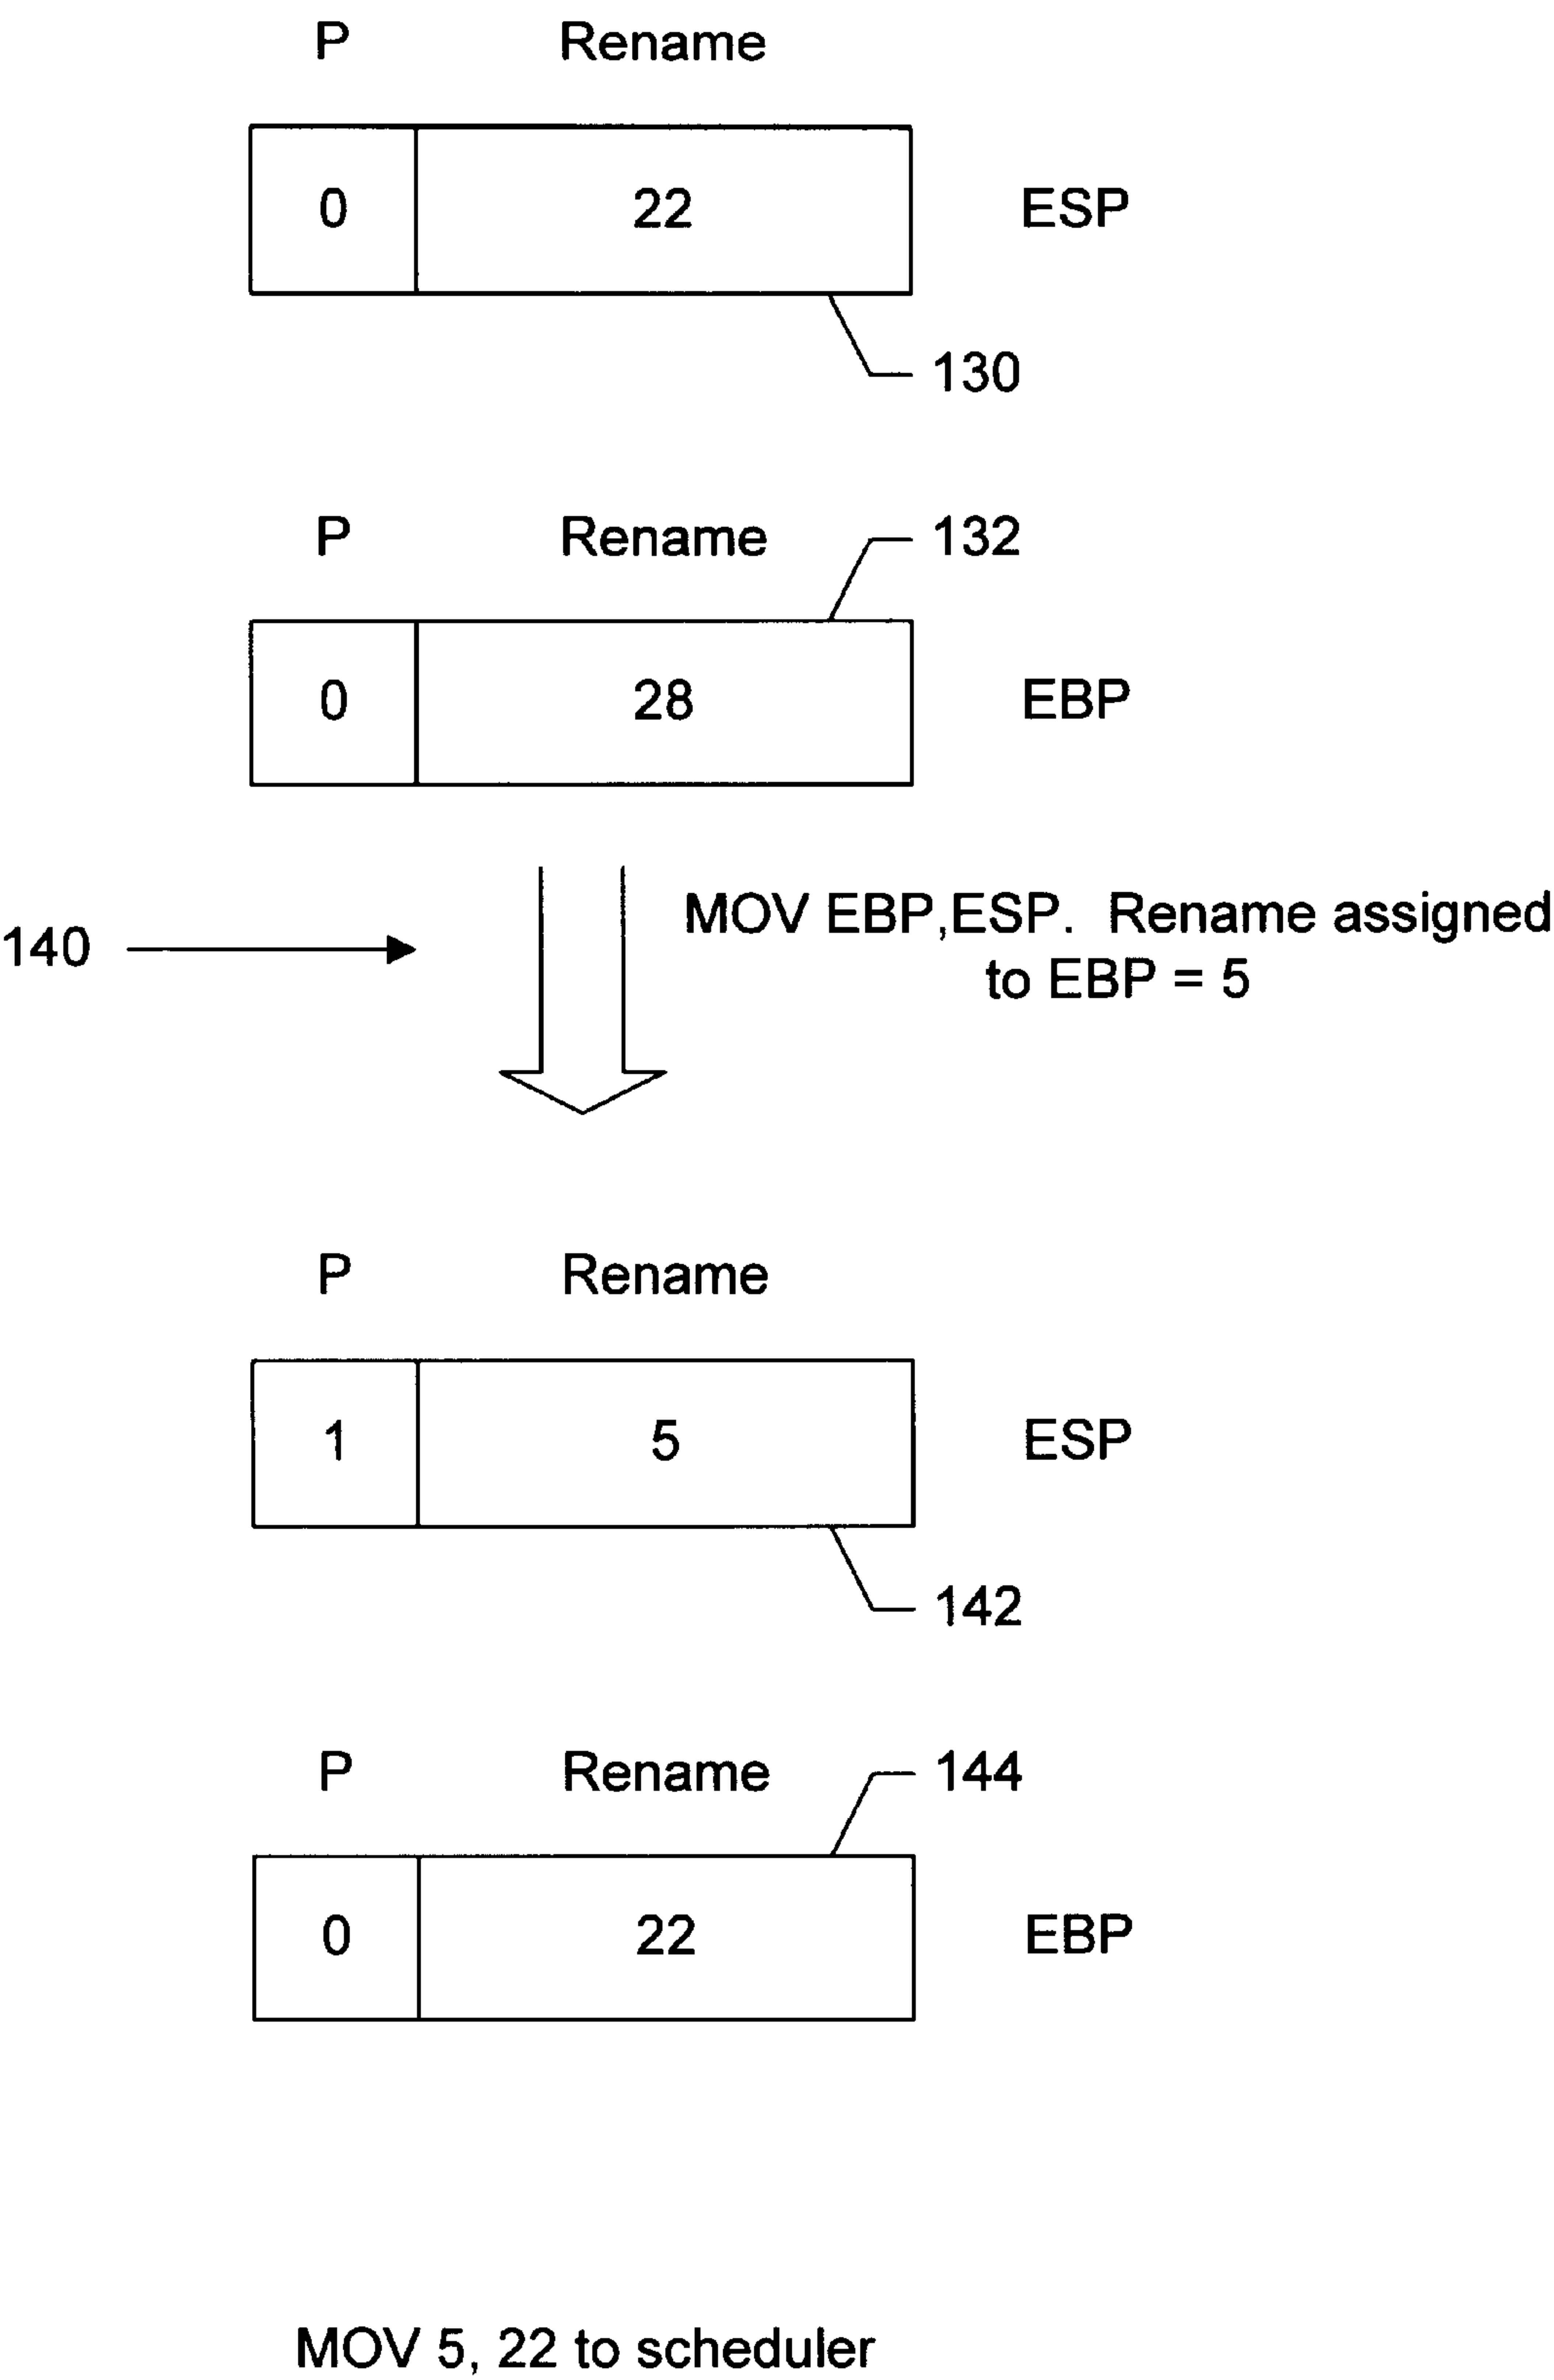 P Rename
0 22 ESP
130
P Rename 132
0 28 EBP
MOV EBP,ESP. Rename assigned
140
to EBP = 5
P Rename
1 5 ESP
142
P Rename 144
0 22 EBP
MOV 5, 22 to scheduler